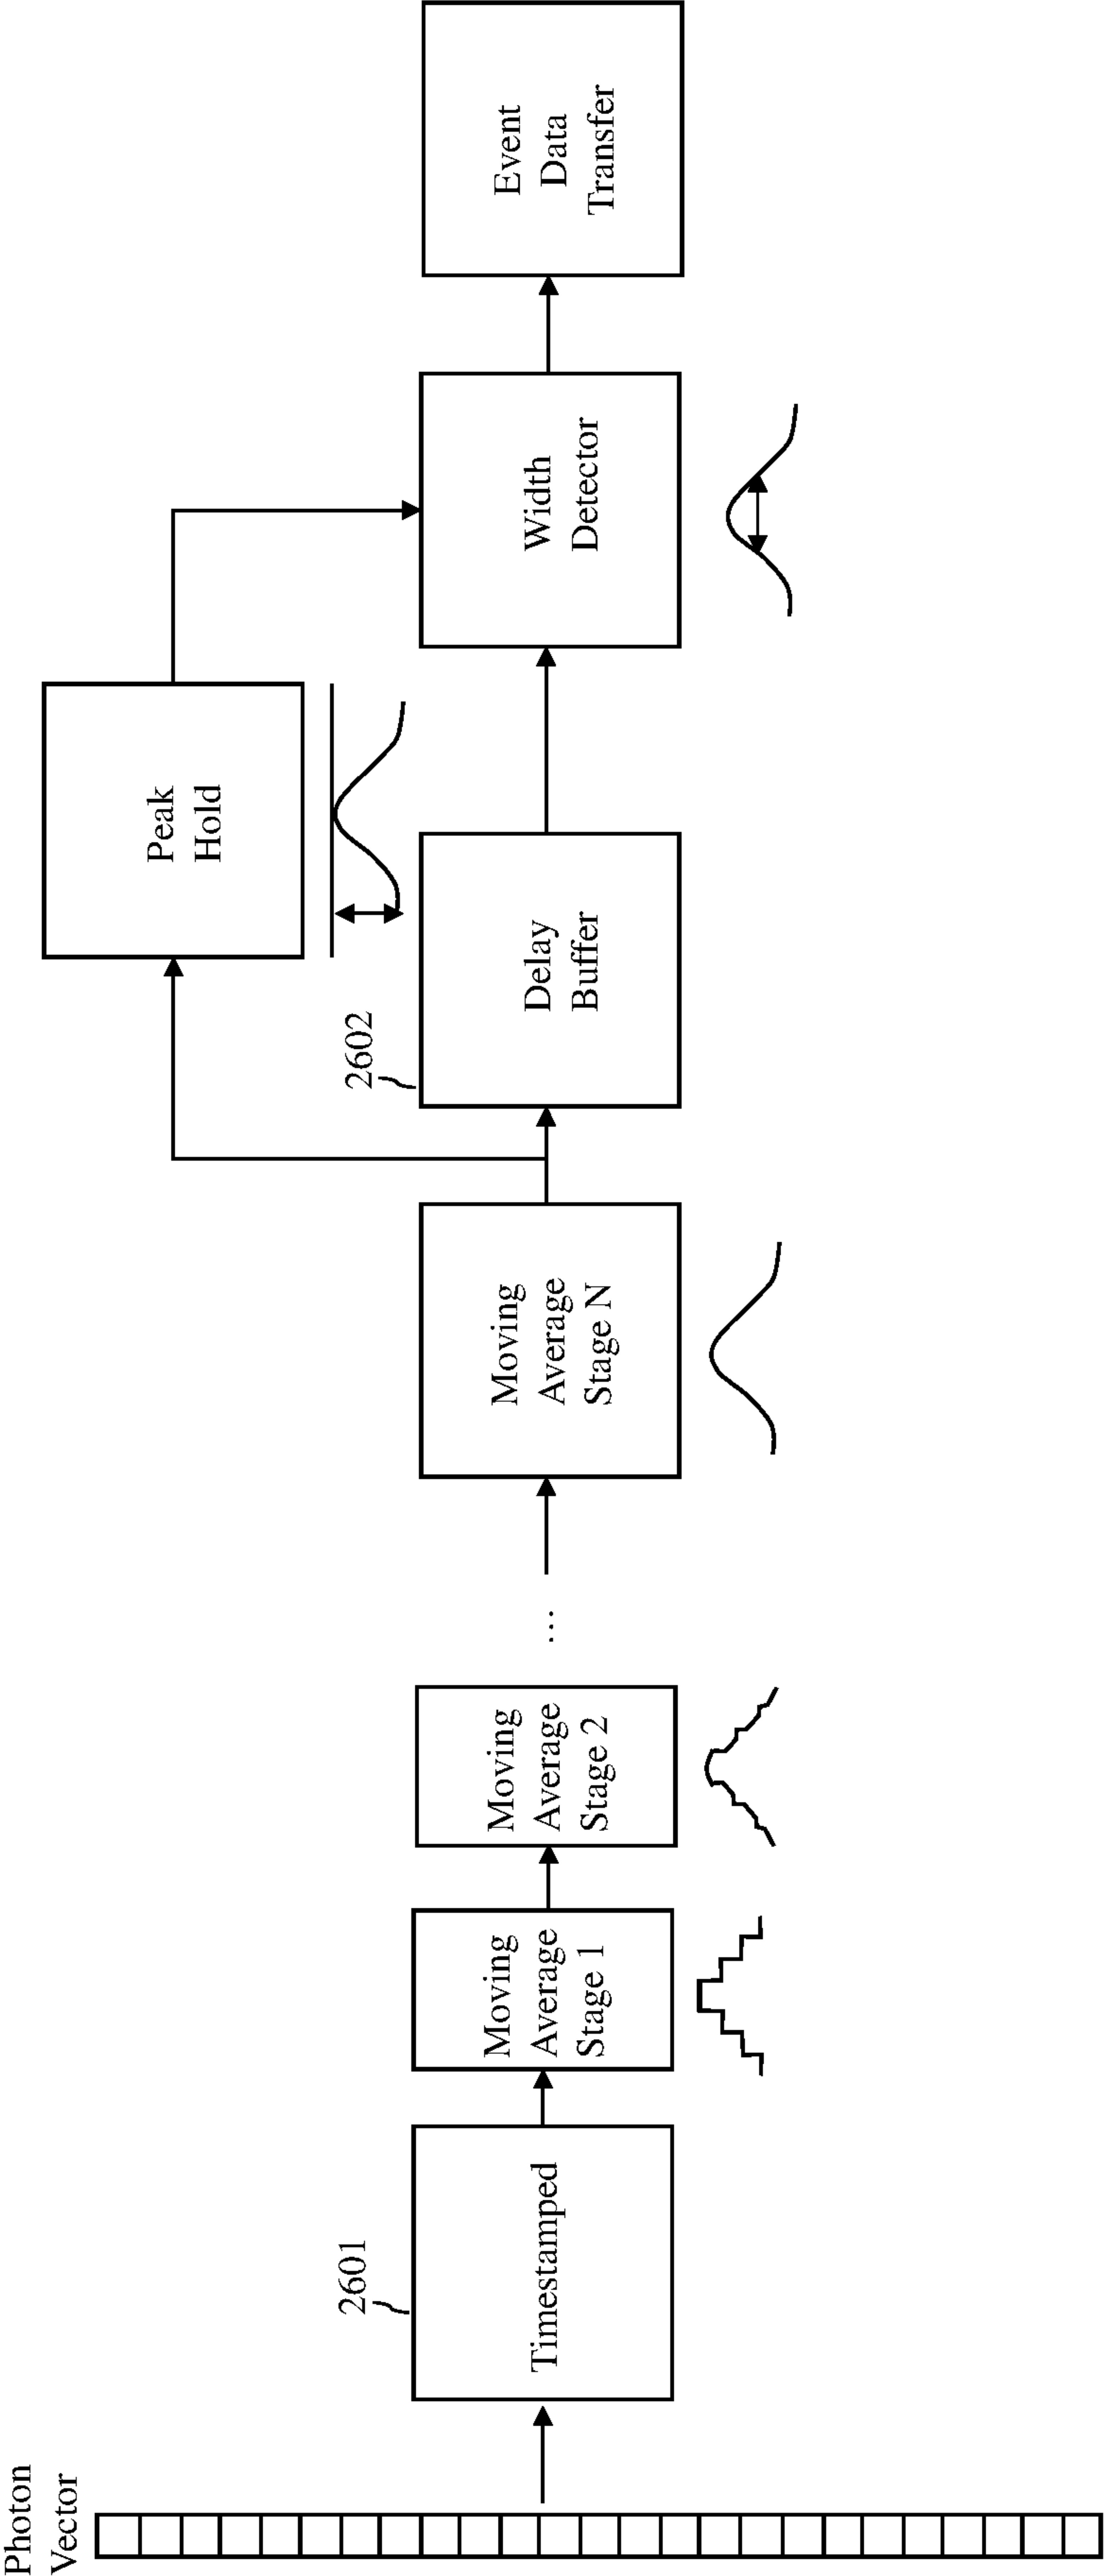 Photon
Vector
2601
Timestamped
Moving
Average
Stage 1
Moving
Average
Stage 2
...
Moving
Average
Stage N
2602
Delay
Buffer
Peak
Hold
Width
Detector
Event
Data
Transfer